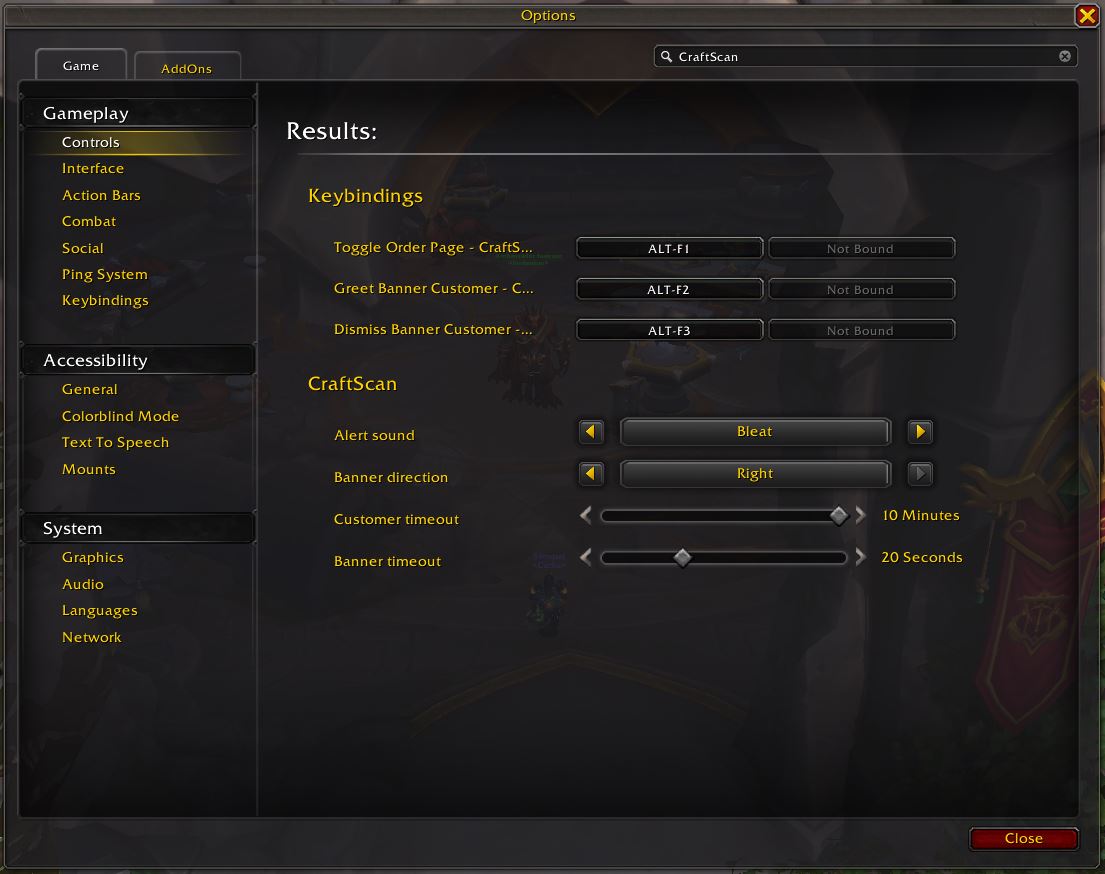 Options
Game
AddOns
CraftScan
Gameplay
Controls
Interface
Action Bars
Combat
Social
Ping System
Keybindings
Accessibility
General
Colorblind Mode
Text To Speech
Mounts
System
Graphics
Audio
Languages
Network
Results:
Keybindings
Toggle Order Page - CraftS... ALT-F1 Not Bound
Greet Banner Customer - C... ALT-F2 Not Bound
Dismiss Banner Customer -... ALT-F3 Not Bound
CraftScan
Alert sound Bleat
Banner direction Right
Customer timeout 10 Minutes
Banner timeout 20 Seconds
Close